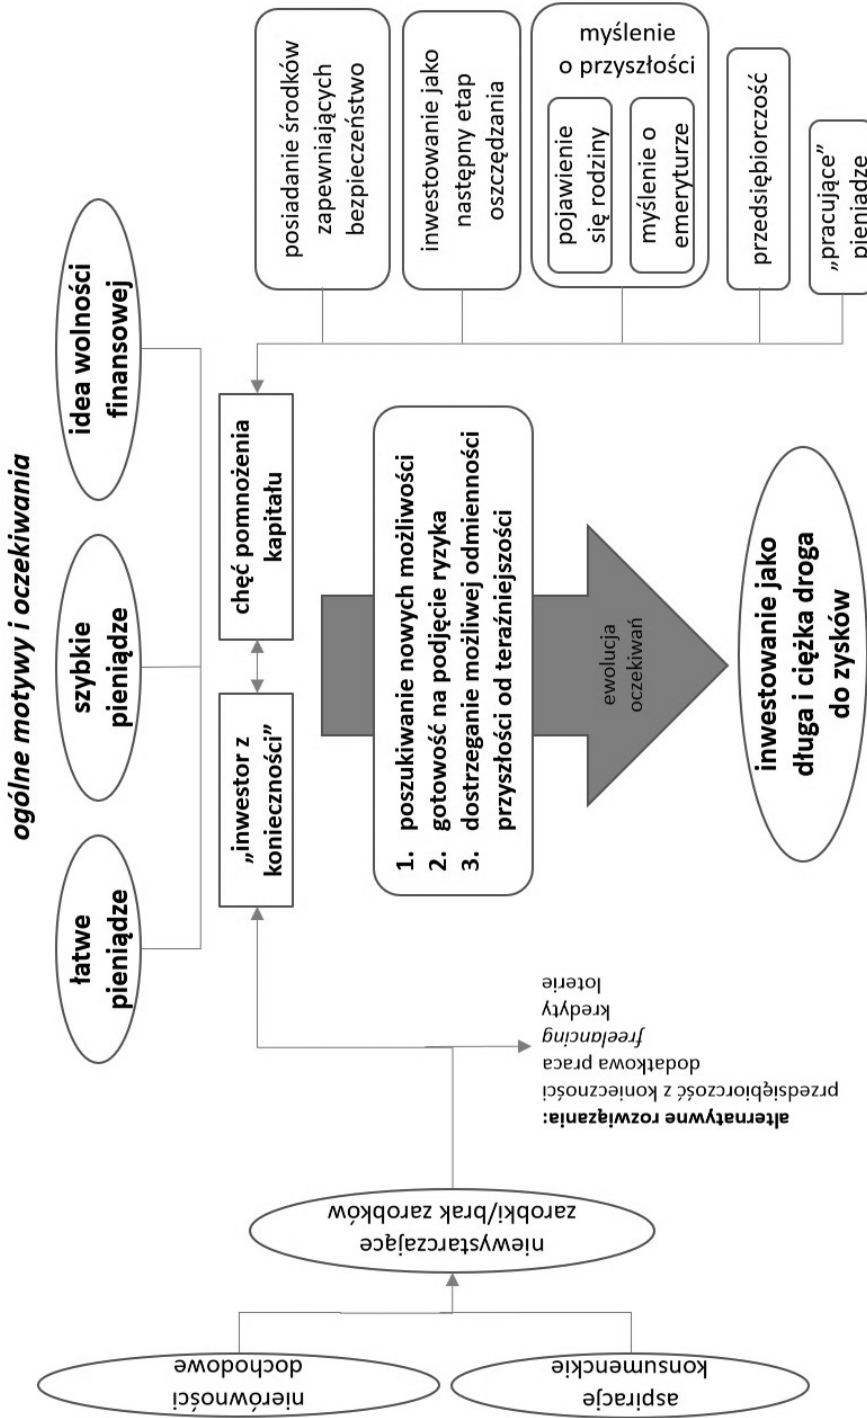 ogólne motywy i oczekiwania
łatwe
pieniądze
szybkie
pieniądze
idea wolności
finansowej
„inwestor z
konieczności”
chęć pomnożenia
kapitału
posiadanie środków
zapewniających
bezpieczeństwo
inwestowanie jako
następny etap
oszczędzania
myślenie
o przyszłości
pojawienie
się rodziny
myślenie o
emeryturze
przedsiębiorczość
„pracujące”
pieniądze
1. poszukiwanie nowych możliwości
2. gotowość na podjęcie ryzyka
3. dostrzeganie możliwej odmienności
przyszłości od teraźniejszości
ewolucja
oczekiwań
inwestowanie jako
długa i ciężka droga
do zysków
nierówności
dochodowe
aspiracje
konsumenckie
niewystarczające
zarobki/brak zarobków
alternatywne rozwiązania:
przedsiębiorczość z konieczności
dodatkowa praca
freelancing
kredyty
loterie